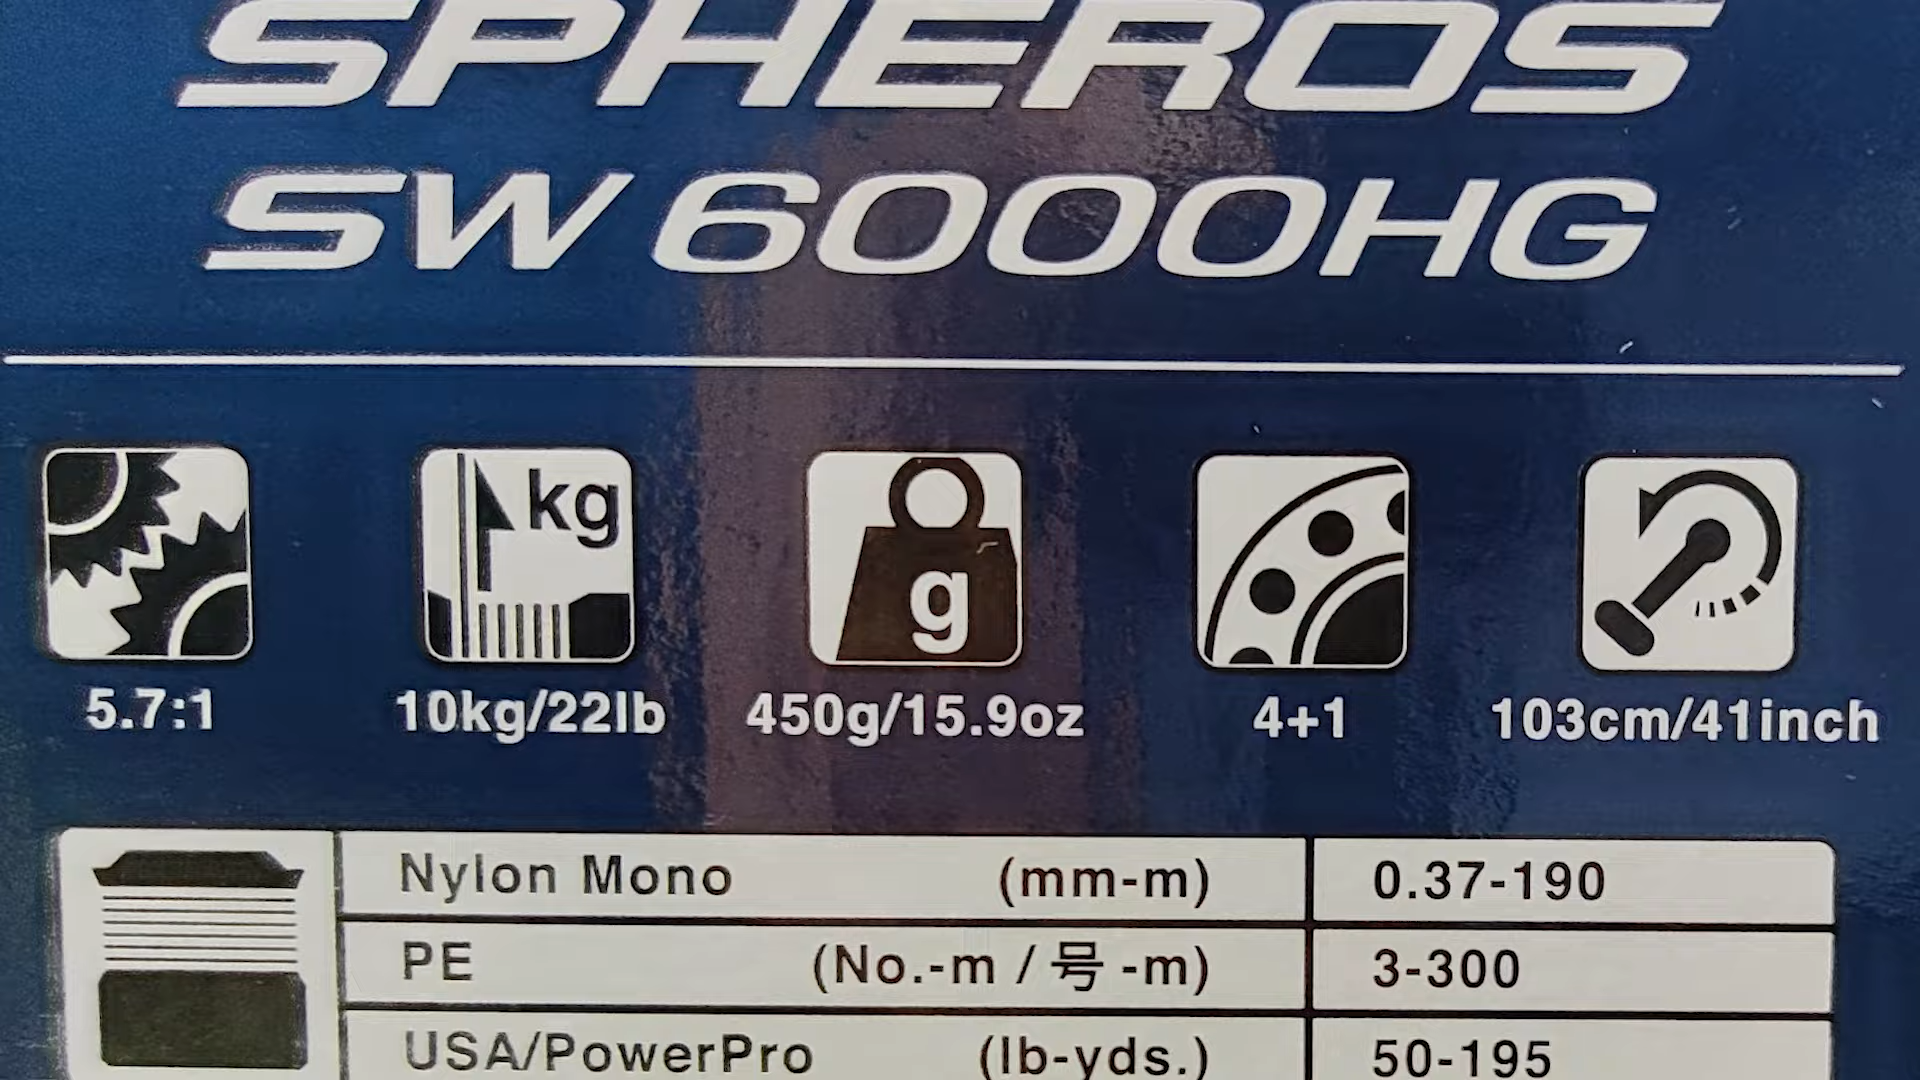 SPHEROS
SW 6000HG
kg
g
5.7:1 10kg/22lb 450g/15.9oz 4+1 103cm/41inch
Nylon Mono (mm-m) 0.37-190
PE (No.-m / 号 -m) 3-300
USA/PowerPro (lb-yds.) 50-195